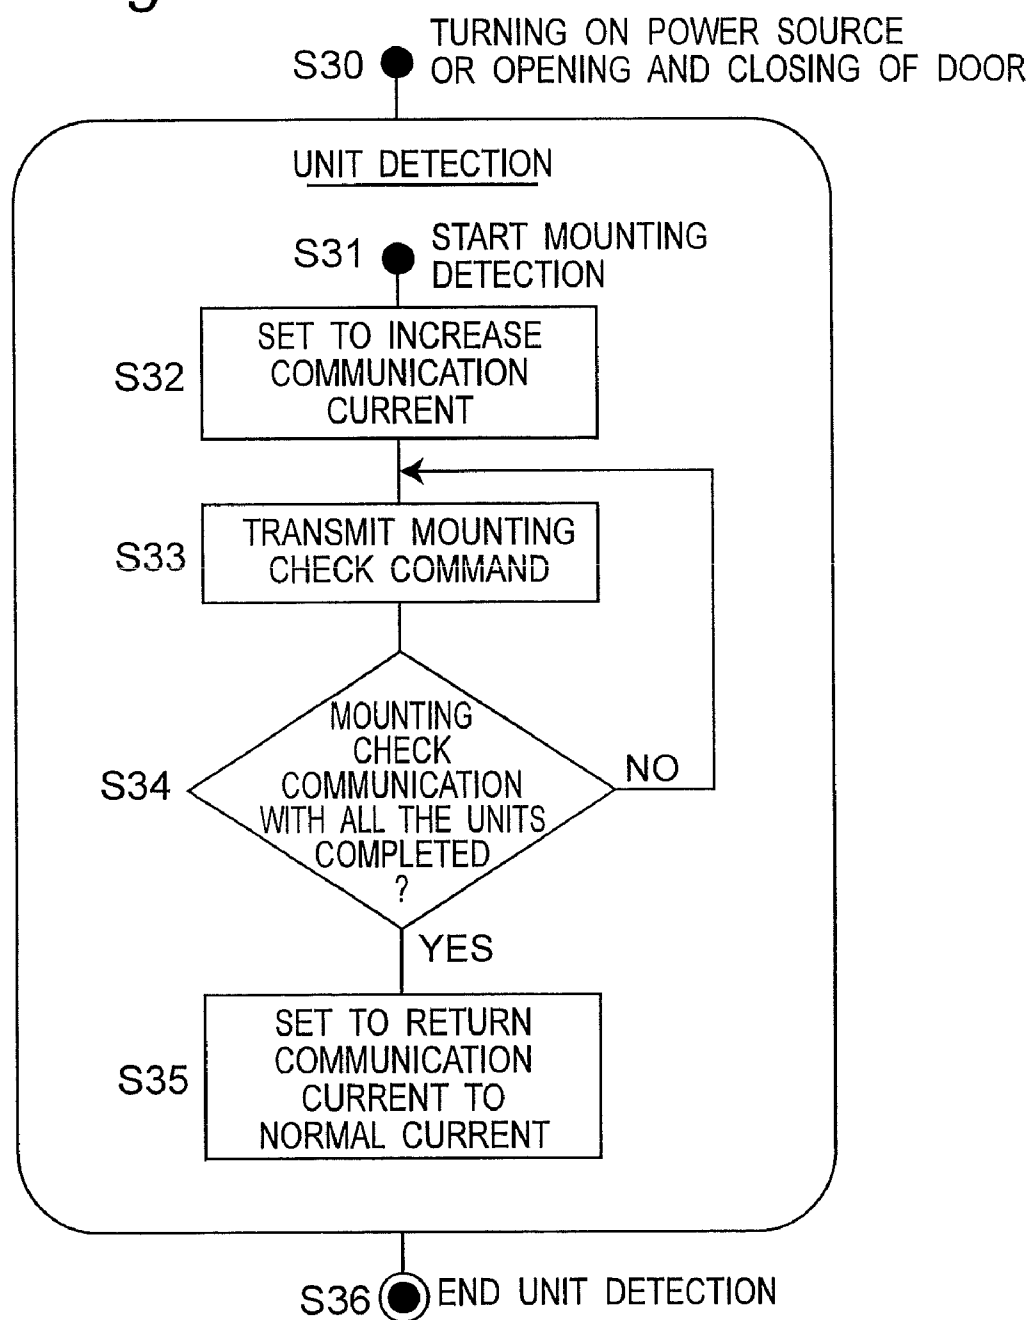 g
S30
TURNING ON POWER SOURCE
OR OPENING AND CLOSING OF DOOR
UNIT DETECTION
S31
START MOUNTING
DETECTION
S32
SET TO INCREASE
COMMUNICATION
CURRENT
S33
TRANSMIT MOUNTING
CHECK COMMAND
S34
MOUNTING
CHECK
COMMUNICATION
WITH ALL THE UNITS
COMPLETED
?
NO
YES
S35
SET TO RETURN
COMMUNICATION
CURRENT TO
NORMAL CURRENT
S36
END UNIT DETECTION